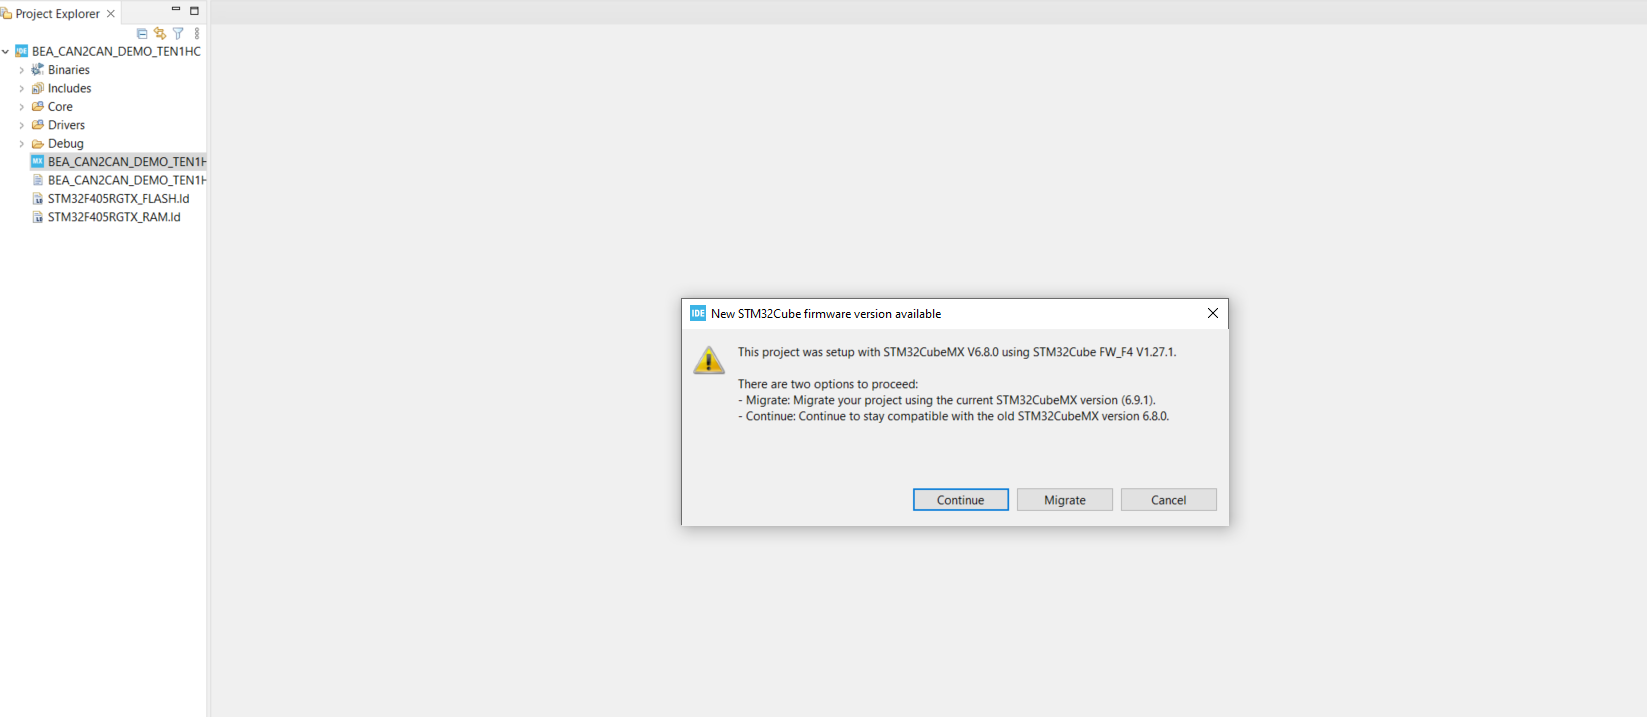 Project Explorer
IDE BEA_CAN2CAN_DEMO_TEN1HC
Binaries
Includes
Core
Drivers
Debug
MX BEA_CAN2CAN_DEMO_TEN1H
BEA_CAN2CAN_DEMO_TEN1H
STM32F405RGTX_FLASH.ld
STM32F405RGTX_RAM.ld
IDE New STM32Cube firmware version available
This project was setup with STM32CubeMX V6.8.0 using STM32Cube FW_F4 V1.27.1.
There are two options to proceed:
- Migrate: Migrate your project using the current STM32CubeMX version (6.9.1).
- Continue: Continue to stay compatible with the old STM32CubeMX version 6.8.0.
Continue Migrate Cancel